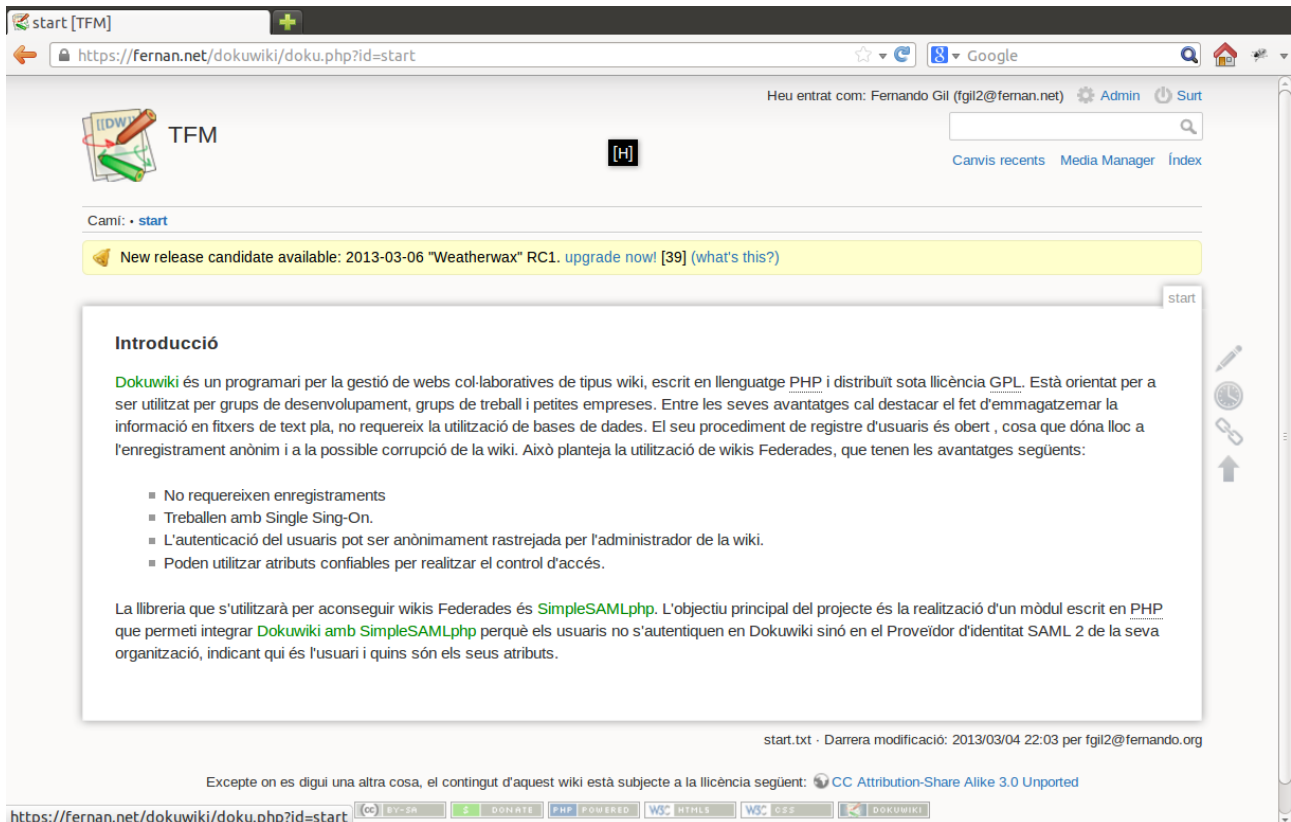 start [TFM]
https://fernan.net/dokuwiki/doku.php?id=start
Google
Heu entrat com: Fernando Gil (fgil2@fernan.net) Admin Surt
[[DW]]
TFM
[H]
Canvis recents Media Manager Índex
Camí: • start
New release candidate available: 2013-03-06 "Weatherwax" RC1. upgrade now! [39] (what's this?)
start
Introducció
Dokuwiki és un programari per la gestió de webs col·laboratives de tipus wiki, escrit en llenguatge PHP i distribuït sota llicència GPL. Està orientat per a
ser utilitzat per grups de desenvolupament, grups de treball i petites empreses. Entre les seves avantatges cal destacar el fet d'emmagatzemar la
informació en fitxers de text pla, no requereix la utilització de bases de dades. El seu procediment de registre d'usuaris és obert , cosa que dóna lloc a
l'enregistrament anònim i a la possible corrupció de la wiki. Això planteja la utilització de wikis Federades, que tenen les avantatges següents:
No requereixen enregistraments
Treballen amb Single Sing-On.
L'autenticació del usuaris pot ser anònimament rastrejada per l'administrador de la wiki.
Poden utilitzar atributs confiables per realitzar el control d'accés.
La llibreria que s'utilitzarà per aconseguir wikis Federades és SimpleSAMLphp. L'objectiu principal del projecte és la realització d'un mòdul escrit en PHP
que permeti integrar Dokuwiki amb SimpleSAMLphp perquè els usuaris no s'autentiquen en Dokuwiki sinó en el Proveïdor d'identitat SAML 2 de la seva
organització, indicant qui és l'usuari i quins són els seus atributs.
start.txt · Darrera modificació: 2013/03/04 22:03 per fgil2@fernando.org
Excepte on es digui una altra cosa, el contingut d'aquest wiki està subjecte a la llicència següent: CC Attribution-Share Alike 3.0 Unported
https://fernan.net/dokuwiki/doku.php?id=start (cc) BY-SA $ DONATE PHP POWERED W3C HTML5 W3C CSS DOKUWIKI